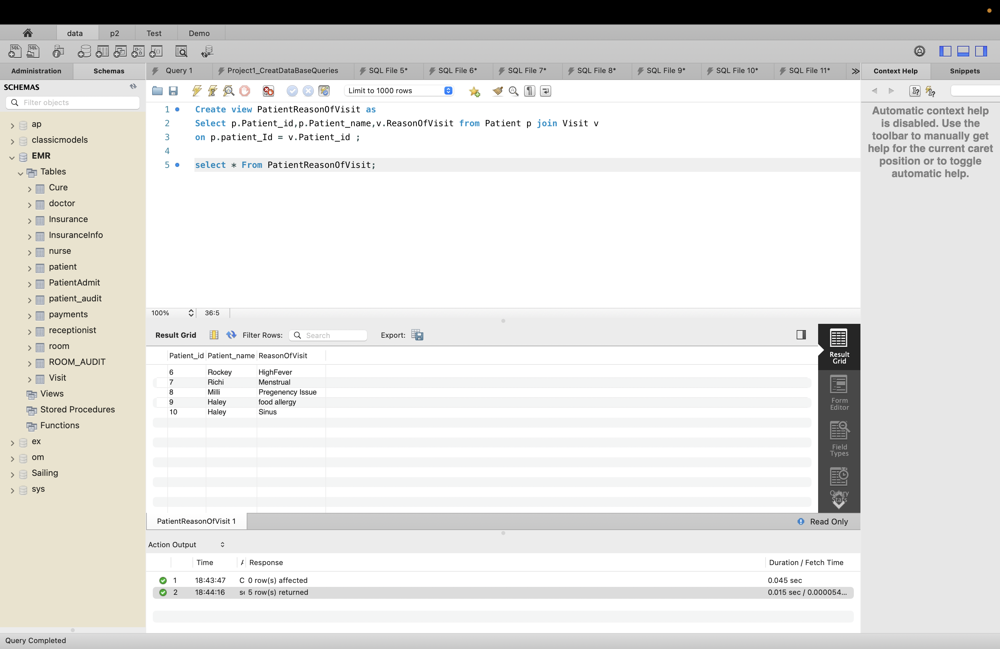 data p2 Test Demo
SQL SQL
Administration Schemas Query 1 Project1_CreatDataBaseQueries SQL File 5* SQL File 6* SQL File 7* SQL File 8* SQL File 9* SQL File 10* SQL File 11* Context Help Snippets
SCHEMAS
Limit to 1000 rows
Filter objects
ap
classicmodels
EMR
Tables
Cure
doctor
Insurance
InsuranceInfo
nurse
patient
PatientAdmit
patient_audit
payments
receptionist
room
ROOM_AUDIT
Visit
Views
Stored Procedures
Functions
ex
om
Sailing
sys
1 Create view PatientReasonOfVisit as
2 Select p.Patient_id,p.Patient_name,v.ReasonOfVisit from Patient p join Visit v
3 on p.patient_Id = v.Patient_id ;
4
5 select * From PatientReasonOfVisit;
Automatic context help
is disabled. Use the
toolbar to manually get
help for the current caret
position or to toggle
automatic help.
100% 36:5
Result Grid Filter Rows: Search Export:
Patient_id Patient_name ReasonOfVisit
6 Rockey HighFever
7 Richi Menstrual
8 Milli Pregenency Issue
9 Haley food allergy
10 Haley Sinus
Result
Grid
Form
Editor
Field
Types
Query
Stats
PatientReasonOfVisit 1 Read Only
Action Output
Time Response Duration / Fetch Time
1 18:43:47 C 0 row(s) affected 0.045 sec
2 18:44:16 5 row(s) returned 0.015 sec / 0.000054...
Query Completed